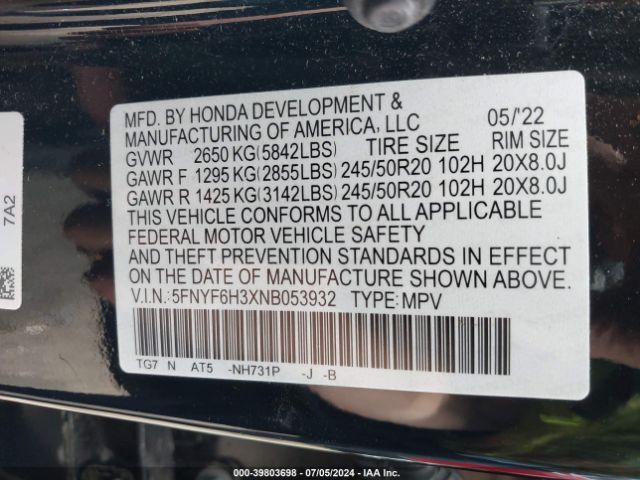 MFD. BY HONDA DEVELOPMENT & 05/'22
MANUFACTURING OF AMERICA, LLC
GVWR 2650 KG(5842LBS) TIRE SIZE RIM SIZE
GAWR F 1295 KG(2855LBS) 245/50R20 102H 20X8.0J
GAWR R 1425 KG(3142LBS) 245/50R20 102H 20X8.0J
THIS VEHICLE CONFORMS TO ALL APPLICABLE
FEDERAL MOTOR VEHICLE SAFETY
AND THEFT PREVENTION STANDARDS IN EFFECT
ON THE DATE OF MANUFACTURE SHOWN ABOVE.
V.I.N.:5FNYF6H3XNB053932 TYPE:MPV
TG7 N AT5 -NH731P -J -B
7A2
000-39803698 | 07/05/2024 | IAA Inc.